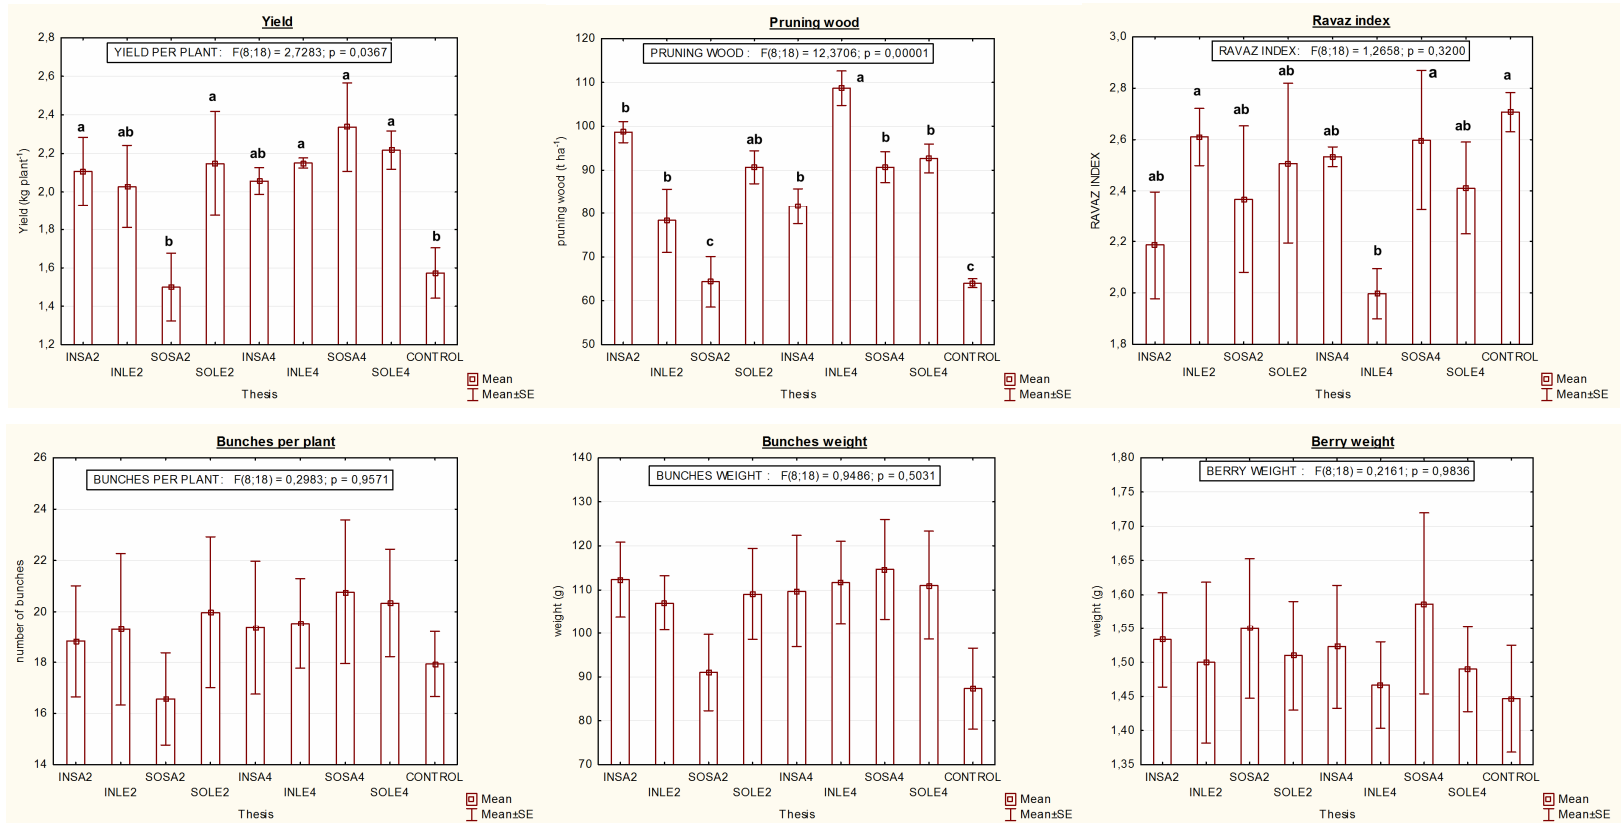 Yield
YIELD PER PLANT: F(8;18) = 2,7283; p = 0,0367
2,8
2,6
2,4
2,2
2,0
1,8
1,6
1,4
1,2
Yield (kg plant-1)
a
ab
b
a
ab
a
a
a
b
INSA2
INLE2
SOSA2
SOLE2
INSA4
INLE4
SOSA4
SOLE4
CONTROL
Thesis
Mean
Mean±SE
Pruning wood
PRUNING WOOD : F(8;18) = 12,3706; p = 0,00001
120
110
100
90
80
70
60
50
pruning wood (t ha-1)
b
b
c
ab
b
a
b
b
c
INSA2
INLE2
SOSA2
SOLE2
INSA4
INLE4
SOSA4
SOLE4
CONTROL
Thesis
Mean
Mean±SE
Ravaz index
RAVAZ INDEX: F(8;18) = 1,2658; p = 0,3200
3,0
2,8
2,6
2,4
2,2
2,0
1,8
RAVAZ INDEX
ab
a
ab
ab
ab
b
a
ab
a
INSA2
INLE2
SOSA2
SOLE2
INSA4
INLE4
SOSA4
SOLE4
CONTROL
Thesis
Mean
Mean±SE
Bunches per plant
BUNCHES PER PLANT: F(8;18) = 0,2983; p = 0,9571
26
24
22
20
18
16
14
number of bunches
INSA2
INLE2
SOSA2
SOLE2
INSA4
INLE4
SOSA4
SOLE4
CONTROL
Thesis
Mean
Mean±SE
Bunches weight
BUNCHES WEIGHT : F(8;18) = 0,9486; p = 0,5031
140
130
120
110
100
90
80
70
weight (g)
INSA2
INLE2
SOSA2
SOLE2
INSA4
INLE4
SOSA4
SOLE4
CONTROL
Thesis
Mean
Mean±SE
Berry weight
BERRY WEIGHT : F(8;18) = 0,2161; p = 0,9836
1,80
1,75
1,70
1,65
1,60
1,55
1,50
1,45
1,40
1,35
weight (g)
INSA2
INLE2
SOSA2
SOLE2
INSA4
INLE4
SOSA4
SOLE4
CONTROL
Thesis
Mean
Mean±SE